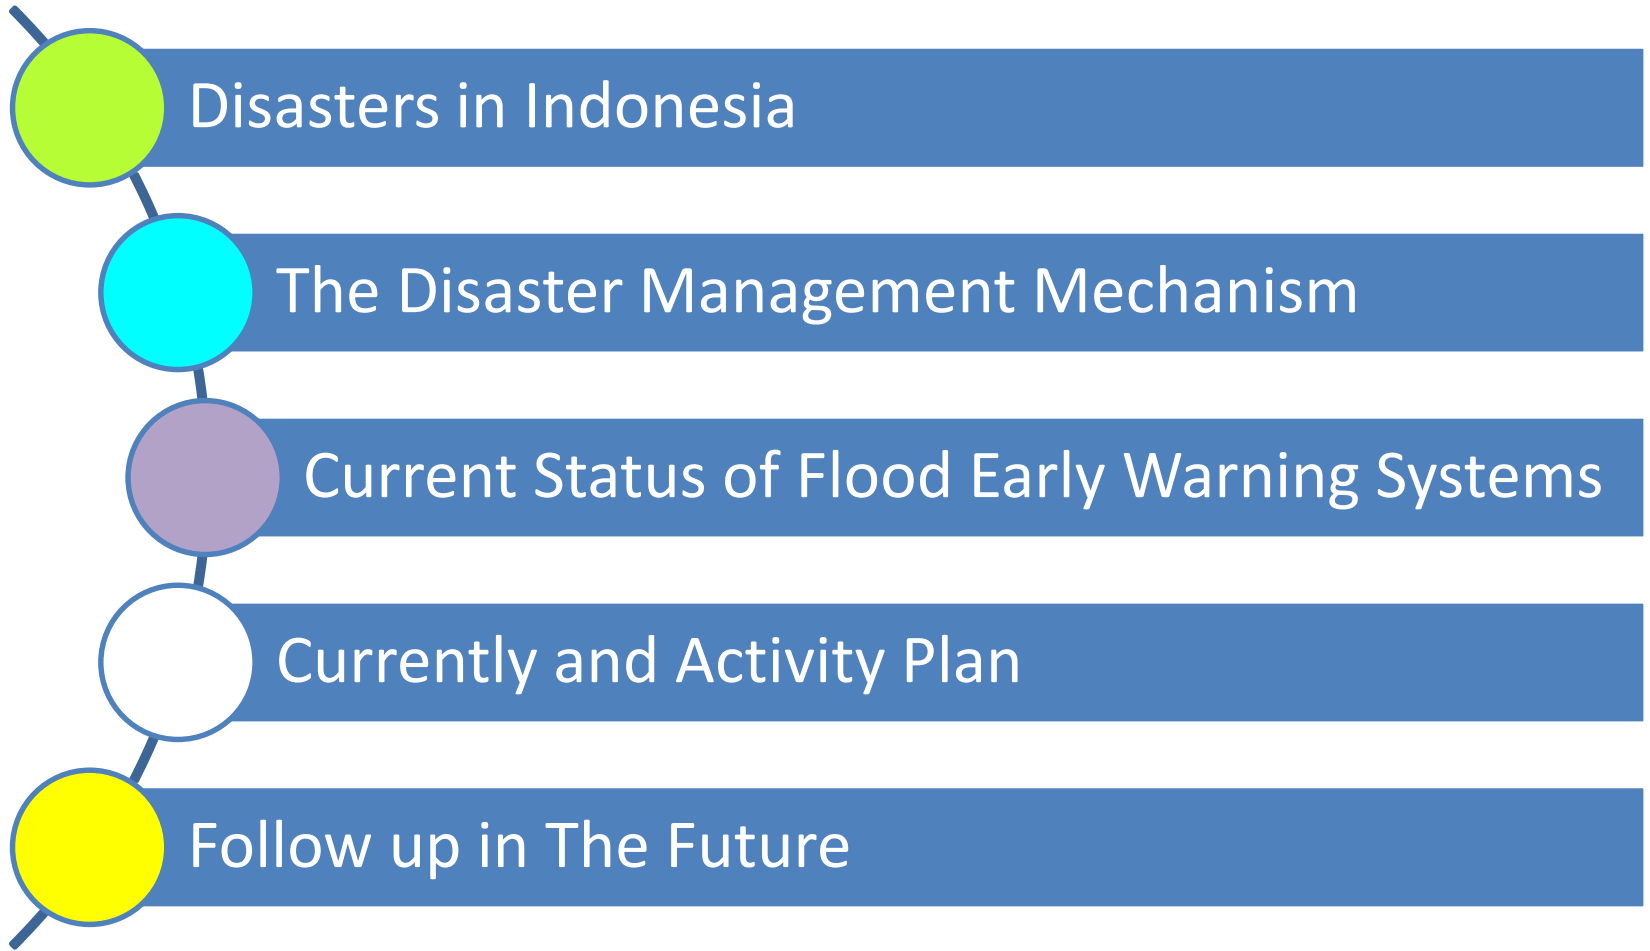 Disasters in Indonesia
The Disaster Management Mechanism
Current Status of Flood Early Warning Systems
Currently and Activity Plan
Follow up in The Future